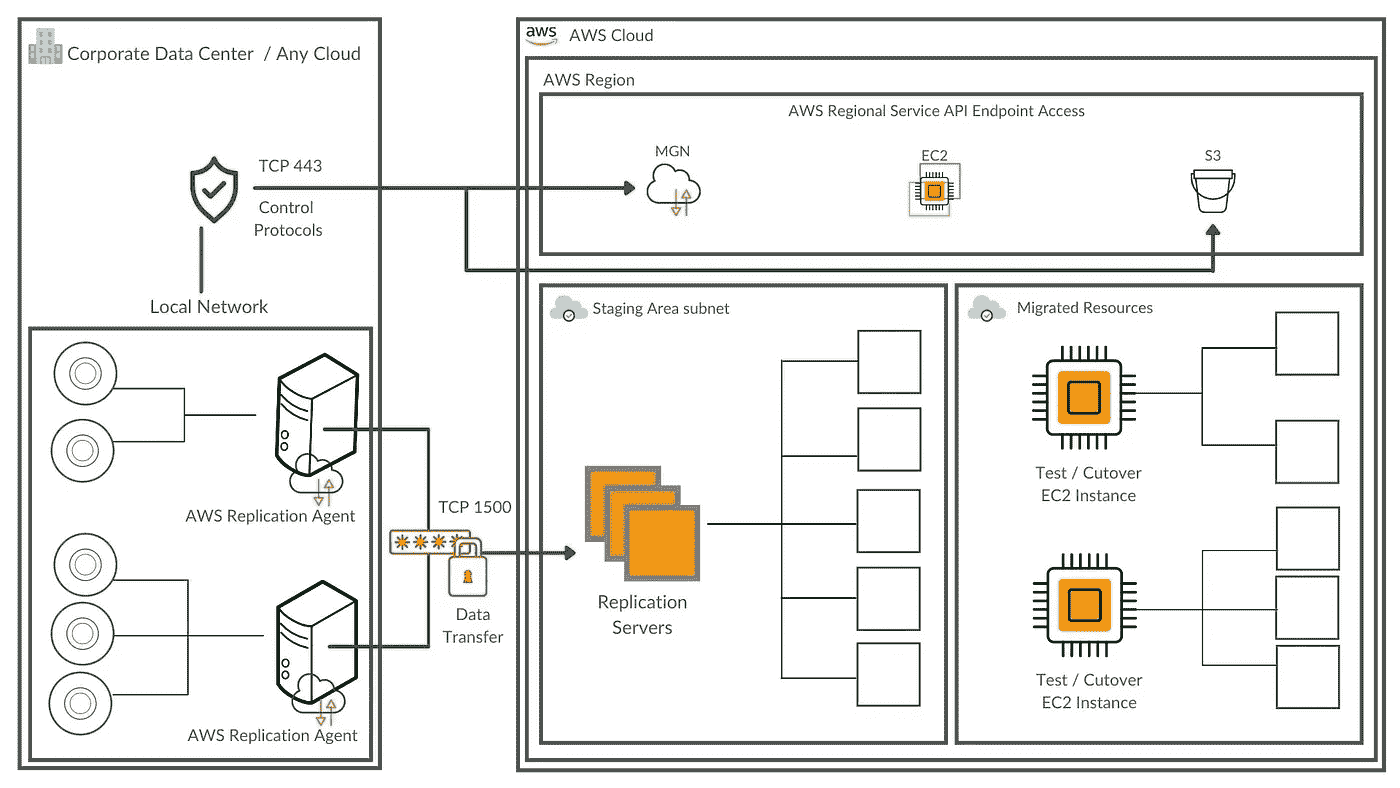 Corporate Data Center / Any Cloud
TCP 443
Control
Protocols
Local Network
AWS Replication Agent
AWS Replication Agent
TCP 1500
Data
Transfer
aws
AWS Cloud
AWS Region
AWS Regional Service API Endpoint Access
MGN
EC2
S3
Staging Area subnet
Replication
Servers
Migrated Resources
Test / Cutover
EC2 Instance
Test / Cutover
EC2 Instance